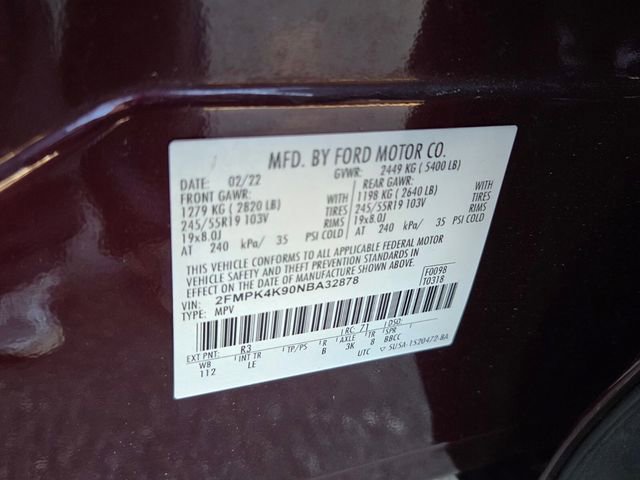 MFD. BY FORD MOTOR CO.
DATE: 02/22 GVWR: 2449 KG ( 5400 LB)
FRONT GAWR: REAR GAWR:
1279 KG ( 2820 LB) WITH 1198 KG ( 2640 LB) WITH
245/55R19 103V TIRES 245/55R19 103V TIRES
19x8.0J RIMS 19x8.0J RIMS
AT 240 kPa/ 35 PSI COLD AT 240 kPa/ 35 PSI COLD
THIS VEHICLE CONFORMS TO ALL APPLICABLE FEDERAL MOTOR
VEHICLE SAFETY AND THEFT PREVENTION STANDARDS IN
EFFECT ON THE DATE OF MANUFACTURE SHOWN ABOVE.
VIN: 2FMPK4K90NBA32878 F0098
TYPE: MPV T0318
EXT PNT: R3 RC: 71 DSO:
WB INT TR TP/PS R AXLE TR SPR
112 LE B 3K 8 BBCC
UTC